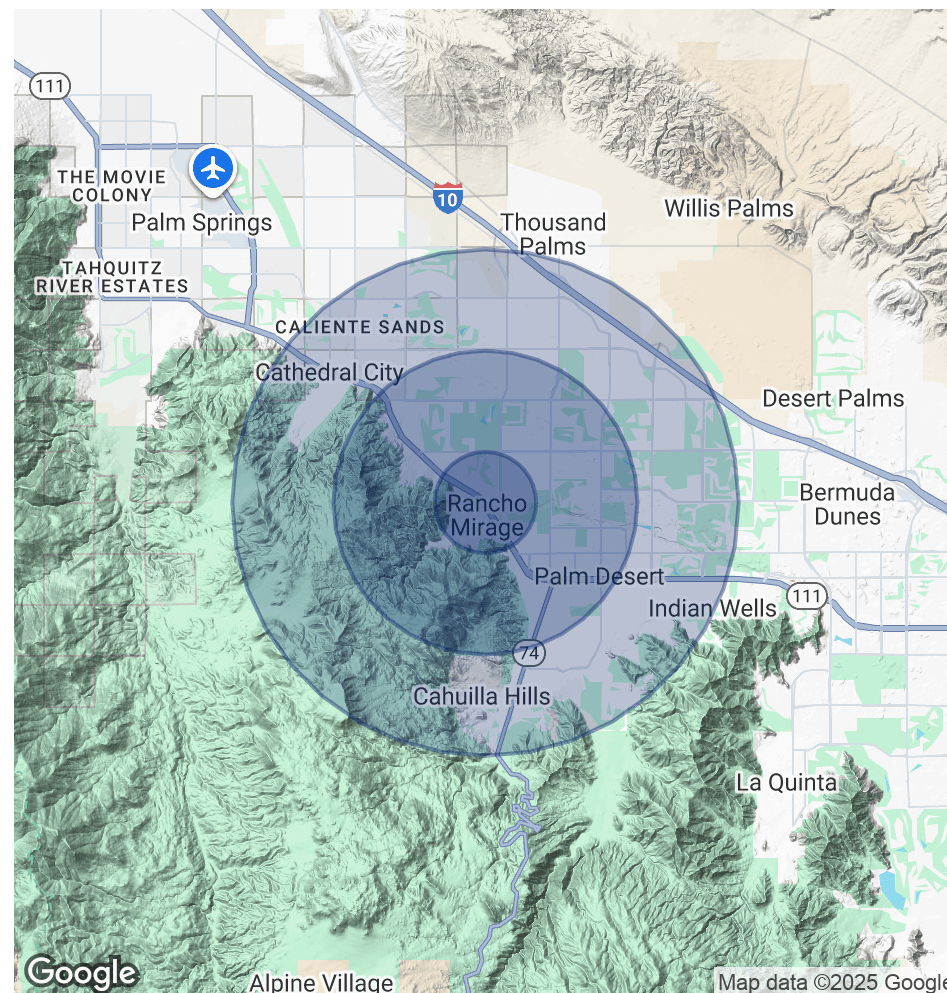 111
THE MOVIE
COLONY
Palm Springs
10
Thousand
Palms
Willis Palms
TAHQUITZ
RIVER ESTATES
CALIENTE SANDS
Cathedral City
Desert Palms
Bermuda
Dunes
Rancho
Mirage
Palm Desert
111
Indian Wells
74
Cahuilla Hills
La Quinta
Google
Alpine Village
Map data ©2025 Google